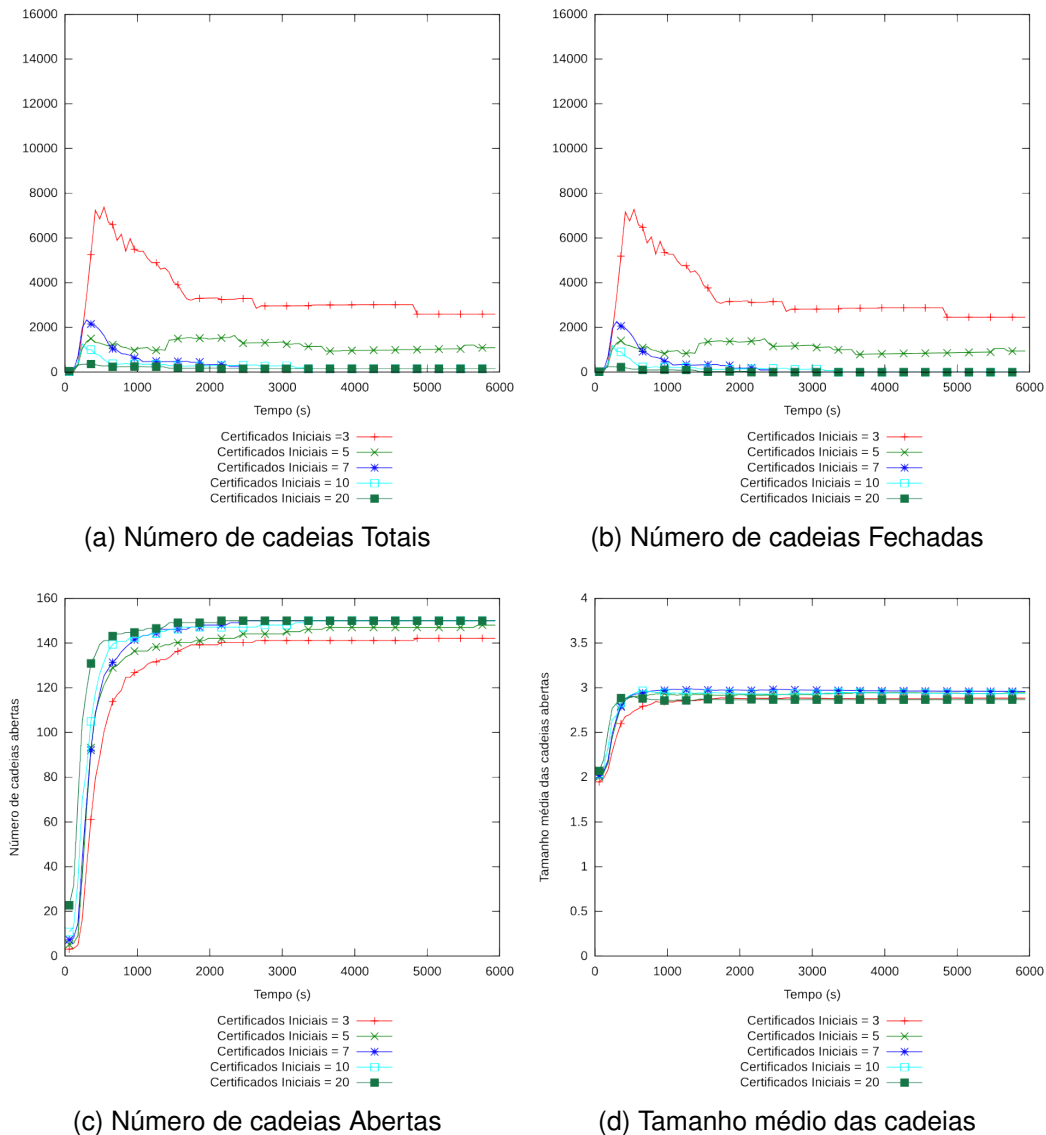 16000
14000
12000
10000
8000
6000
4000
2000
0
0 1000 2000 3000 4000 5000 6000
Tempo (s)
Certificados Iniciais =3
Certificados Iniciais = 5
Certificados Iniciais = 7
Certificados Iniciais = 10
Certificados Iniciais = 20
(a) Número de cadeias Totais
16000
14000
12000
10000
8000
6000
4000
2000
0
0 1000 2000 3000 4000 5000 6000
Tempo (s)
Certificados Iniciais = 3
Certificados Iniciais = 5
Certificados Iniciais = 7
Certificados Iniciais = 10
Certificados Iniciais = 20
(b) Número de cadeias Fechadas
Número de cadeias abertas
160
140
120
100
80
60
40
20
0
0 1000 2000 3000 4000 5000 6000
Tempo (s)
Certificados Iniciais = 3
Certificados Iniciais = 5
Certificados Iniciais = 7
Certificados Iniciais = 10
Certificados Iniciais = 20
(c) Número de cadeias Abertas
Tamanho média das cadeias abertas
4
3.5
3
2.5
2
1.5
1
0.5
0
0 1000 2000 3000 4000 5000 6000
Tempo (s)
Certificados Iniciais = 3
Certificados Iniciais = 5
Certificados Iniciais = 7
Certificados Iniciais = 10
Certificados Iniciais = 20
(d) Tamanho médio das cadeias